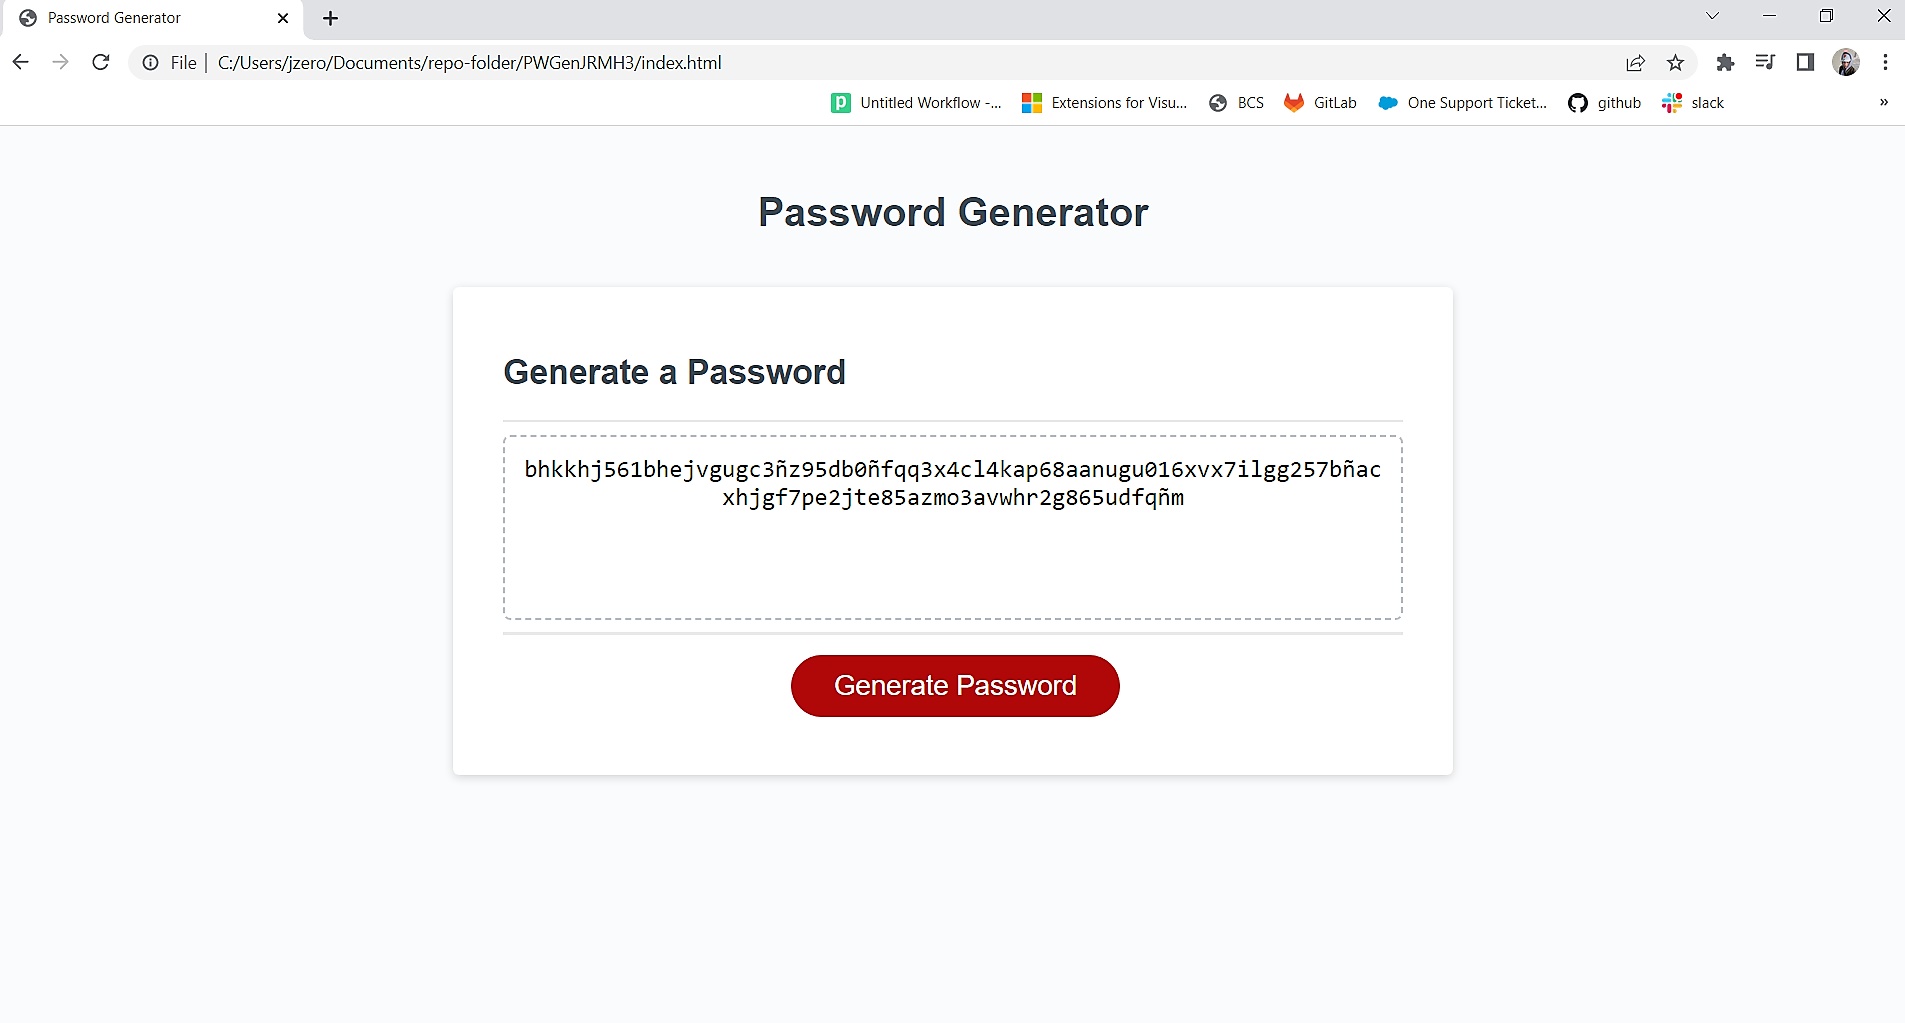 Password Generator
File | C:/Users/jzero/Documents/repo-folder/PWGenJRMH3/index.html
Untitled Workflow -... Extensions for Visu... BCS GitLab One Support Ticket... github slack »
Password Generator
Generate a Password
bhkkhj561bhejvgugc3ñz95db0ñfqq3x4cl4kap68aanugu016xvx7ilgg257bñac
xhjgf7pe2jte85azmo3avwhr2g865udfqñm
Generate Password